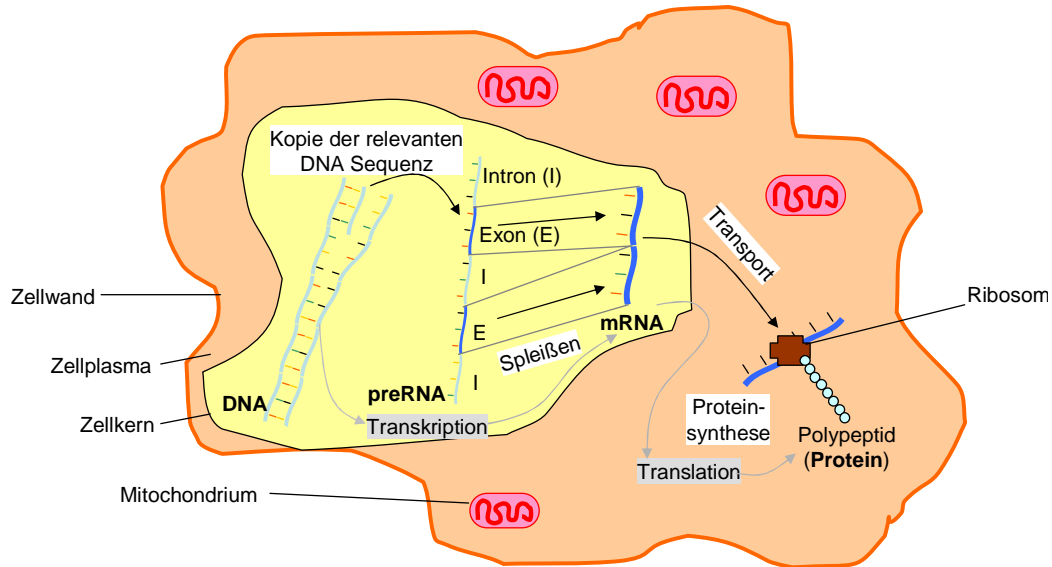 Kopie der relevanten
DNA Sequenz
Intron (I)
Exon (E)
I
E
I
Transport
Zellwand
Ribosom
mRNA
Spleißen
Zellplasma
preRNA
DNA
Zellkern
Transkription
Protein-
synthese
Polypeptid
(Protein)
Translation
Mitochondrium